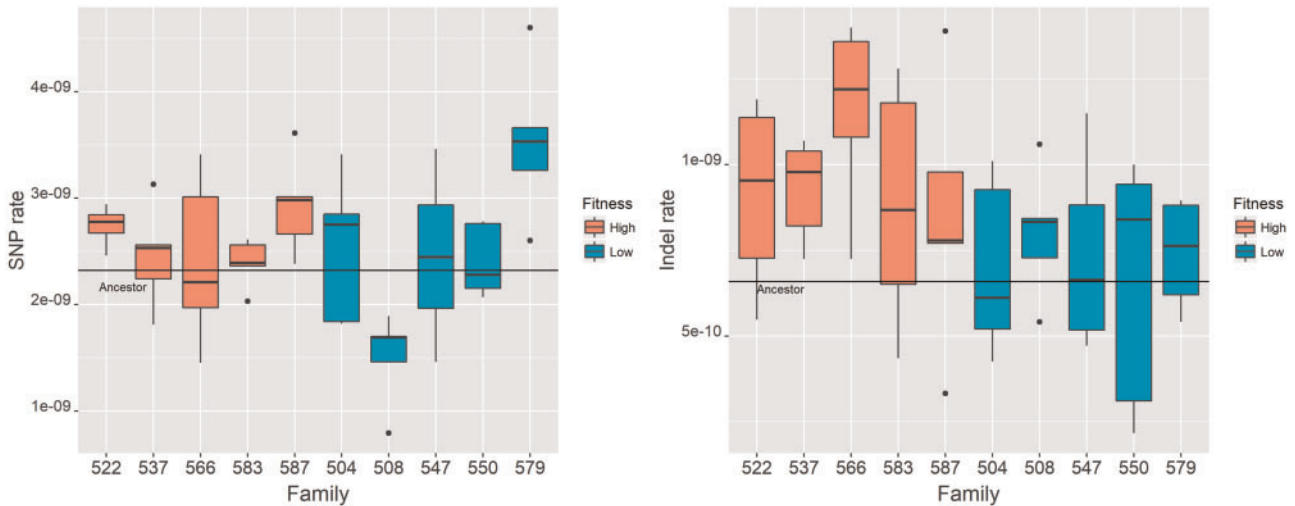 SNP rate
4e-09
3e-09
2e-09
1e-09
Ancestor
522 537 566 583 587 504 508 547 550 579
Family
Fitness
High
Low
Indel rate
1e-09
5e-10
Ancestor
522 537 566 583 587 504 508 547 550 579
Family
Fitness
High
Low